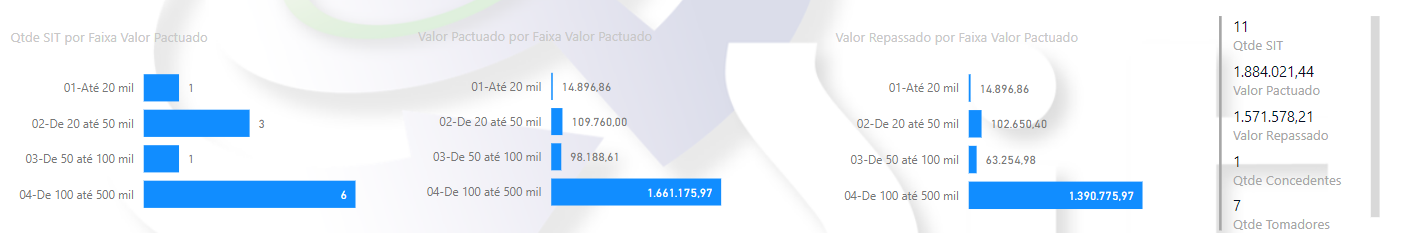 Qtde SIT por Faixa Valor Pactuado
01-Até 20 mil 1
02-De 20 até 50 mil 3
03-De 50 até 100 mil 1
04-De 100 até 500 mil 6
Valor Pactuado por Faixa Valor Pactuado
01-Até 20 mil 14.896,86
02-De 20 até 50 mil 109.760,00
03-De 50 até 100 mil 98.188,61
04-De 100 até 500 mil 1.661.175,97
Valor Repassado por Faixa Valor Pactuado
01-Até 20 mil 14.896,86
02-De 20 até 50 mil 102.650,40
03-De 50 até 100 mil 63.254,98
04-De 100 até 500 mil 1.390.775,97
11
Qtde SIT
1.884.021,44
Valor Pactuado
1.571.578,21
Valor Repassado
1
Qtde Concedentes
7
Qtde Tomadores